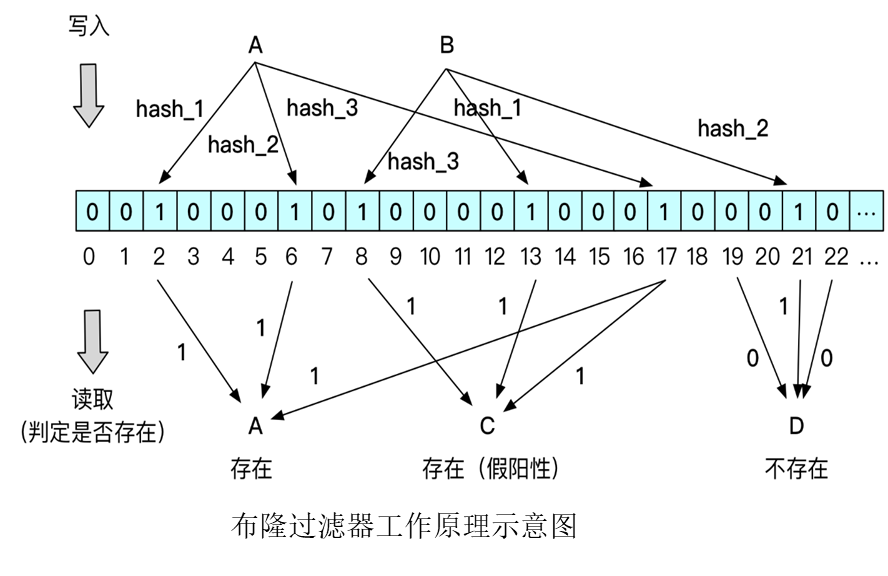 写入
A B
hash_1 hash_3 hash_1
hash_2
hash_2 hash_3
0 0 1 0 0 0 1 0 1 0 0 0 0 1 0 0 0 1 0 0 0 1 0 ...
0 1 2 3 4 5 6 7 8 9 10 11 12 13 14 15 16 17 18 19 20 21 22 ...
1 1 1
1
1 1 0 0
1 1
读取
(判定是否存在)
A C D
存在 存在（假阳性） 不存在
布隆过滤器工作原理示意图